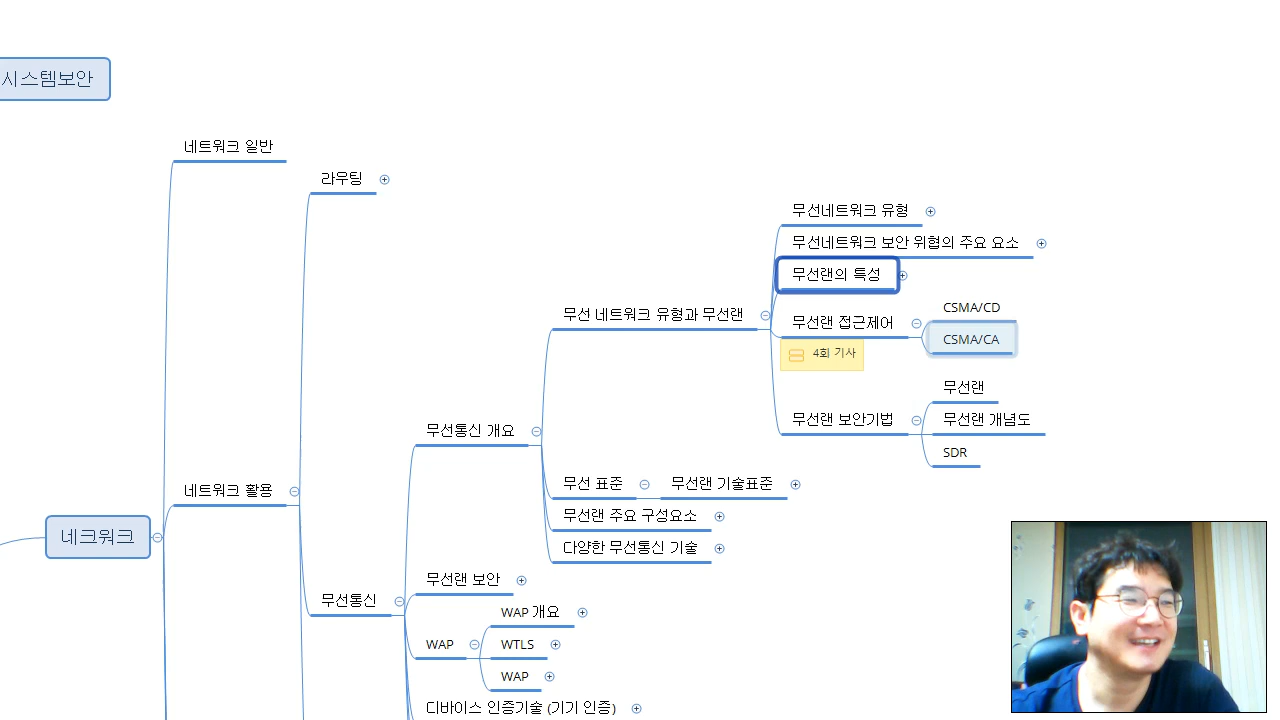 시스템보안
네트워크 일반
라우팅
무선네트워크 유형
무선네트워크 보안 위협의 주요 요소
무선랜의 특성
무선 네트워크 유형과 무선랜
무선랜 접근제어
4회 기사
CSMA/CD
CSMA/CA
무선랜 보안기법
무선랜
무선랜 개념도
SDR
무선통신 개요
무선 표준
무선랜 기술표준
무선랜 주요 구성요소
다양한 무선통신 기술
네트워크 활용
네크워크
무선통신
무선랜 보안
WAP
WAP 개요
WTLS
WAP
디바이스 인증기술 (기기 인증)